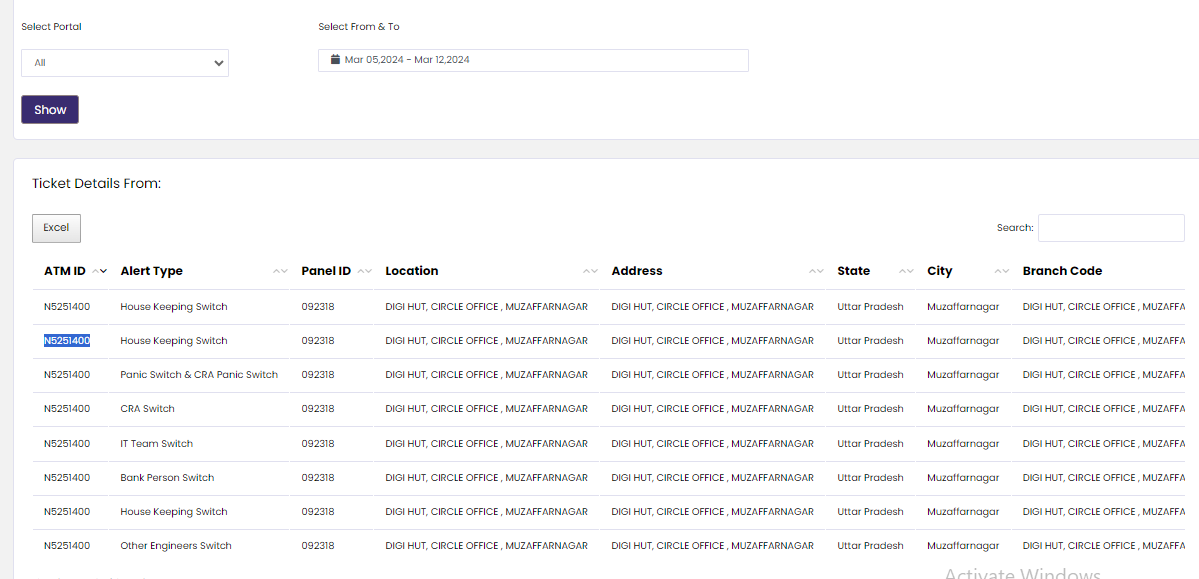 Select Portal Select From & To
All Mar 05,2024 - Mar 12,2024
Show
Ticket Details From:
Excel Search:
ATM ID Alert Type Panel ID Location Address State City Branch Code
N5251400 House Keeping Switch 092318 DIGI HUT, CIRCLE OFFICE , MUZAFFARNAGAR DIGI HUT, CIRCLE OFFICE , MUZAFFARNAGAR Uttar Pradesh Muzaffarnagar DIGI HUT, CIRCLE OFFICE , MUZAFFA
N5251400 House Keeping Switch 092318 DIGI HUT, CIRCLE OFFICE , MUZAFFARNAGAR DIGI HUT, CIRCLE OFFICE , MUZAFFARNAGAR Uttar Pradesh Muzaffarnagar DIGI HUT, CIRCLE OFFICE , MUZAFFA
N5251400 Panic Switch & CRA Panic Switch 092318 DIGI HUT, CIRCLE OFFICE , MUZAFFARNAGAR DIGI HUT, CIRCLE OFFICE , MUZAFFARNAGAR Uttar Pradesh Muzaffarnagar DIGI HUT, CIRCLE OFFICE , MUZAFFA
N5251400 CRA Switch 092318 DIGI HUT, CIRCLE OFFICE , MUZAFFARNAGAR DIGI HUT, CIRCLE OFFICE , MUZAFFARNAGAR Uttar Pradesh Muzaffarnagar DIGI HUT, CIRCLE OFFICE , MUZAFFA
N5251400 IT Team Switch 092318 DIGI HUT, CIRCLE OFFICE , MUZAFFARNAGAR DIGI HUT, CIRCLE OFFICE , MUZAFFARNAGAR Uttar Pradesh Muzaffarnagar DIGI HUT, CIRCLE OFFICE , MUZAFFA
N5251400 Bank Person Switch 092318 DIGI HUT, CIRCLE OFFICE , MUZAFFARNAGAR DIGI HUT, CIRCLE OFFICE , MUZAFFARNAGAR Uttar Pradesh Muzaffarnagar DIGI HUT, CIRCLE OFFICE , MUZAFFA
N5251400 House Keeping Switch 092318 DIGI HUT, CIRCLE OFFICE , MUZAFFARNAGAR DIGI HUT, CIRCLE OFFICE , MUZAFFARNAGAR Uttar Pradesh Muzaffarnagar DIGI HUT, CIRCLE OFFICE , MUZAFFA
N5251400 Other Engineers Switch 092318 DIGI HUT, CIRCLE OFFICE , MUZAFFARNAGAR DIGI HUT, CIRCLE OFFICE , MUZAFFARNAGAR Uttar Pradesh Muzaffarnagar DIGI HUT, CIRCLE OFFICE , MUZAFFA
Activate Windows